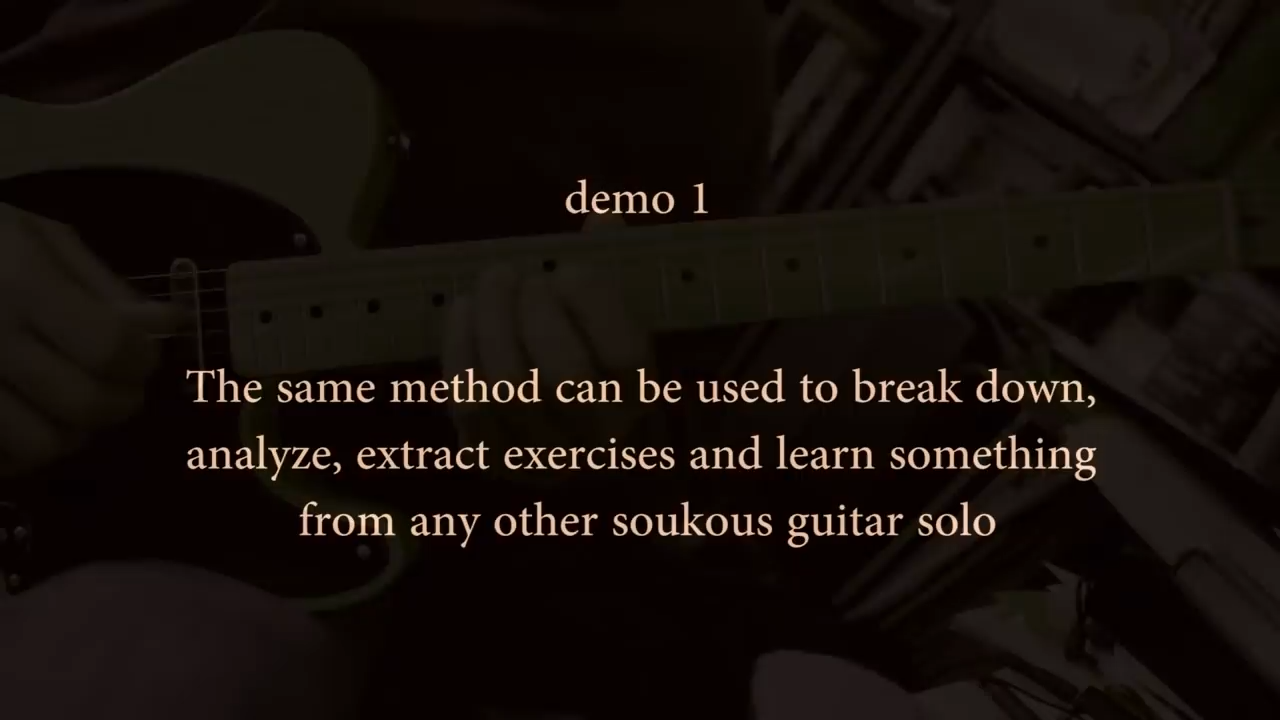 demo 1
The same method can be used to break down,
analyze, extract exercises and learn something
from any other soukous guitar solo